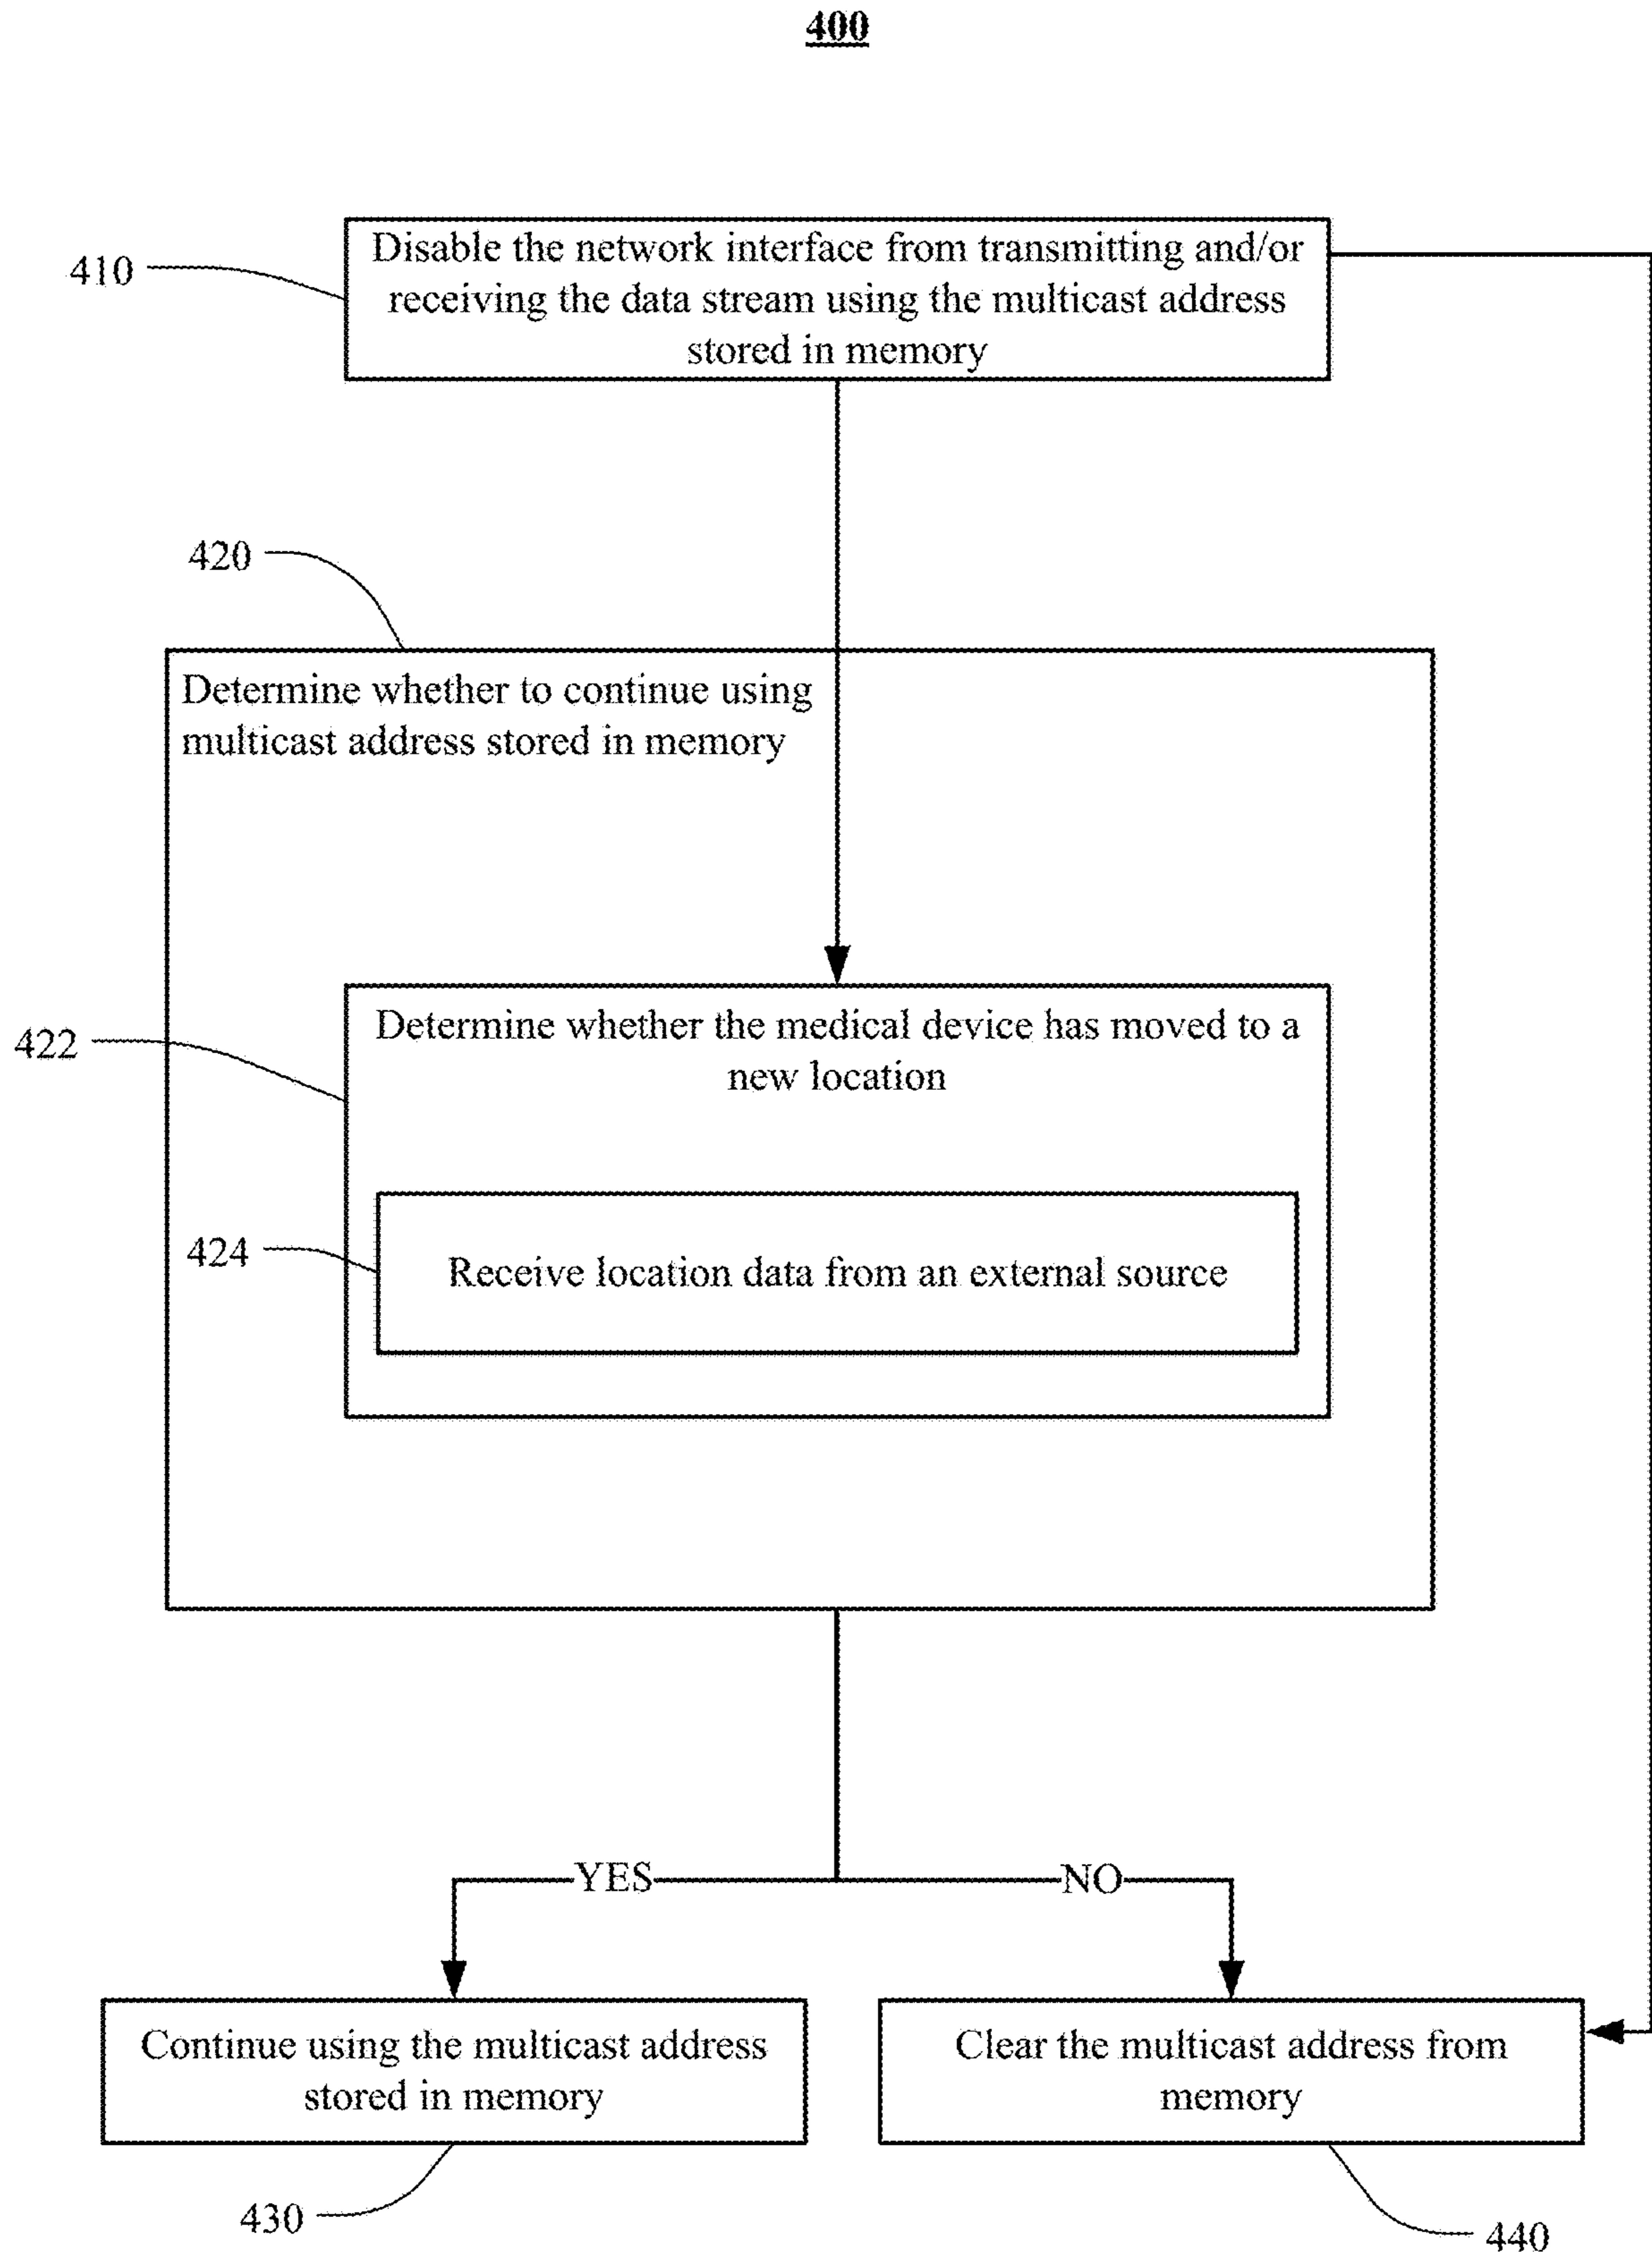 400
Disable the network interface from transmitting and/or
receiving the data stream using the multicast address
stored in memory
410
420
Determine whether to continue using
multicast address stored in memory
422
Determine whether the medical device has moved to a
new location
424
Receive location data from an external source
YES
NO
Continue using the multicast address
stored in memory
Clear the multicast address from
memory
430
440